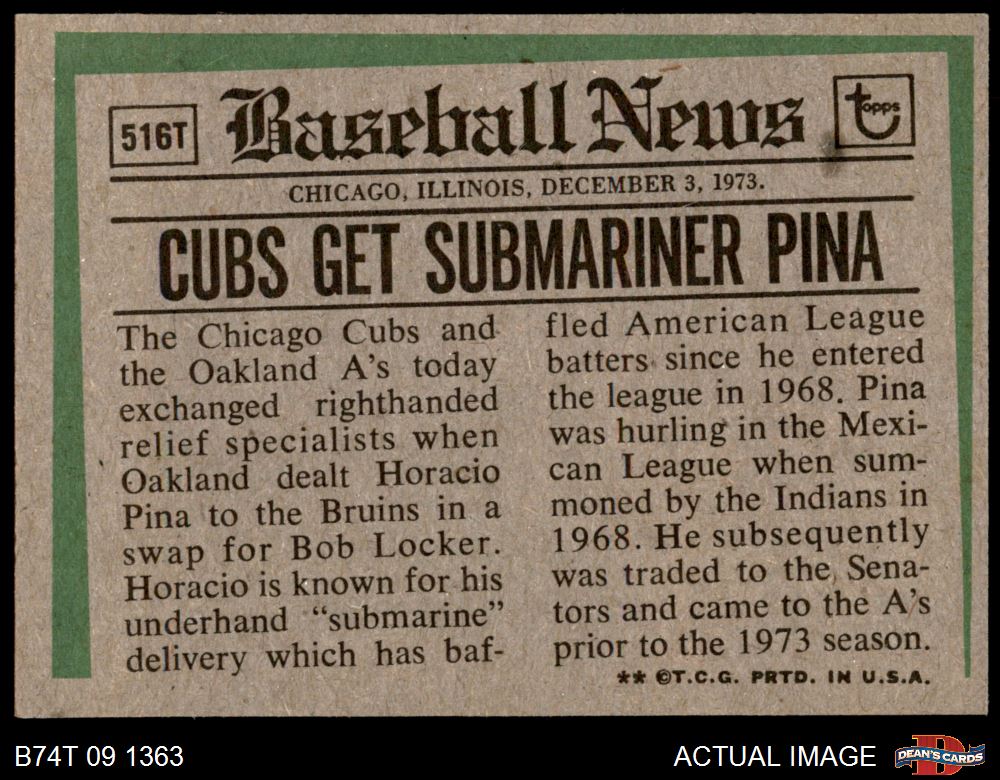 516T
Baseball News
topps
CHICAGO, ILLINOIS, DECEMBER 3, 1973.
CUBS GET SUBMARINER PINA
The Chicago Cubs and
the Oakland A's today
exchanged righthanded
relief specialists when
Oakland dealt Horacio
Pina to the Bruins in a
swap for Bob Locker.
Horacio is known for his
underhand “submarine”
delivery which has baf-
fled American League
batters since he entered
the league in 1968. Pina
was hurling in the Mexi-
can League when sum-
moned by the Indians in
1968. He subsequently
was traded to the Sena-
tors and came to the A's
prior to the 1973 season.
** ©T.C.G. PRTD. IN U.S.A.
B74T 09 1363
ACTUAL IMAGE
DEAN'S CARDS